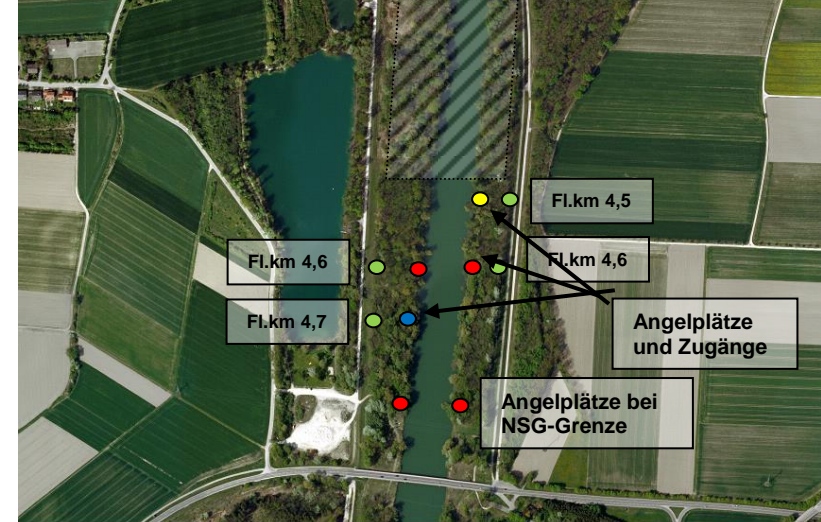 Fl.km 4,5
Fl.km 4,6
Fl.km 4,6
Fl.km 4,7
Angelplätze
und Zugänge
Angelplätze bei
NSG-Grenze